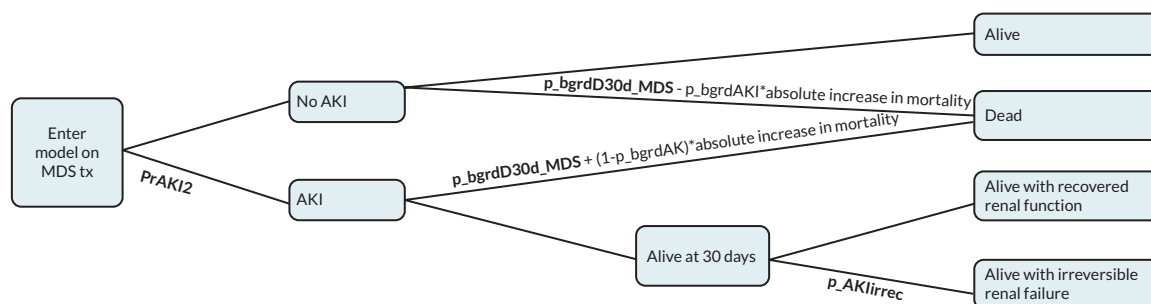 Alive
No AKI
p_bgrdD30d_MDS - p_bgrdAKI*absolute increase in mortality
Dead
Enter
model on
MDS tx
p_bgrdD30d_MDS + (1-p_bgrdAK)*absolute increase in mortality
PrAKI2
AKI
Alive with recovered
renal function
Alive at 30 days
p_AKIirrec
Alive with irreversible
renal failure